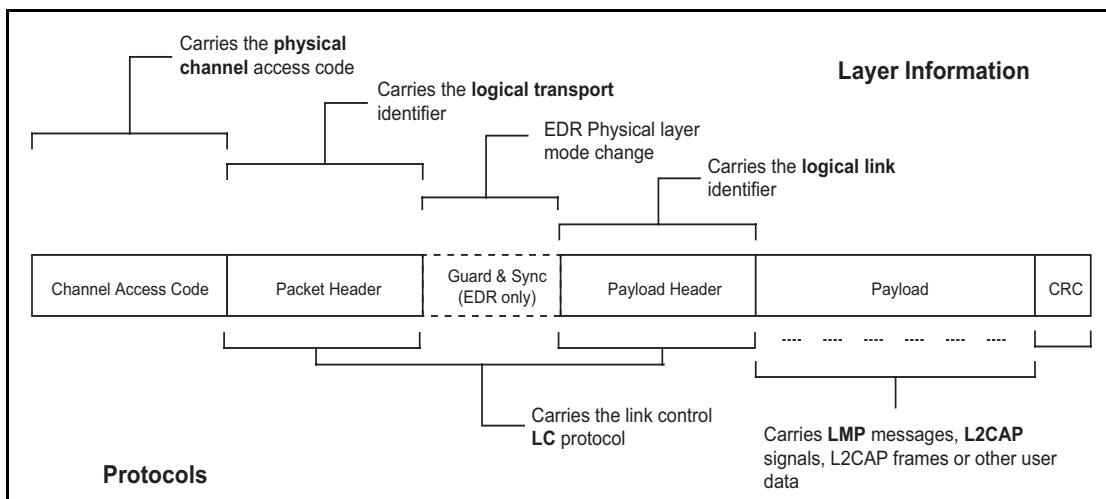 Carries the physical
channel access code
Layer Information
Carries the logical transport
identifier
EDR Physical layer
mode change
Carries the logical link
identifier
Channel Access Code
Packet Header
Guard & Sync
(EDR only)
Payload Header
Payload
CRC
Carries the link control
LC protocol
Carries LMP messages, L2CAP
signals, L2CAP frames or other user
data
Protocols